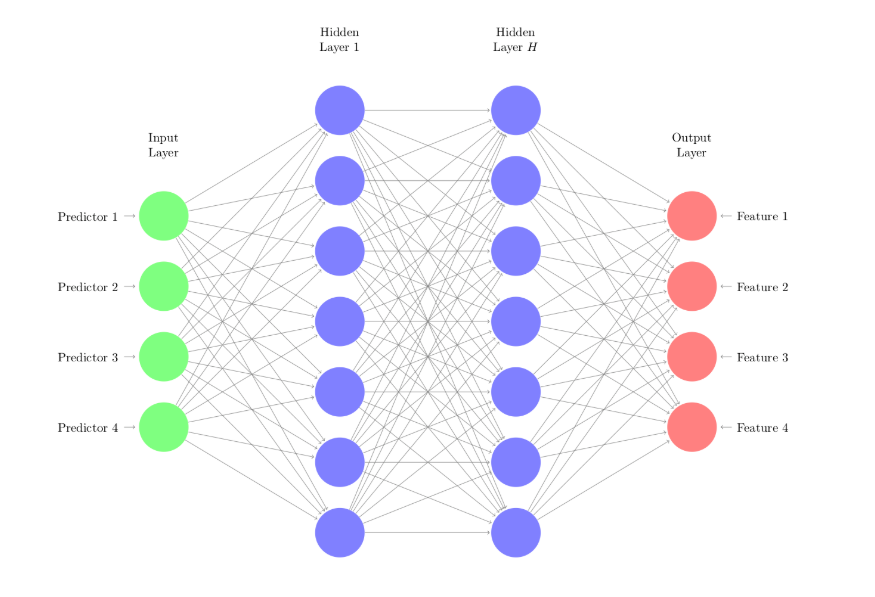 Hidden
Layer 1
Hidden
Layer H
Input
Layer
Output
Layer
Predictor 1
Feature 1
Predictor 2
Feature 2
Predictor 3
Feature 3
Predictor 4
Feature 4